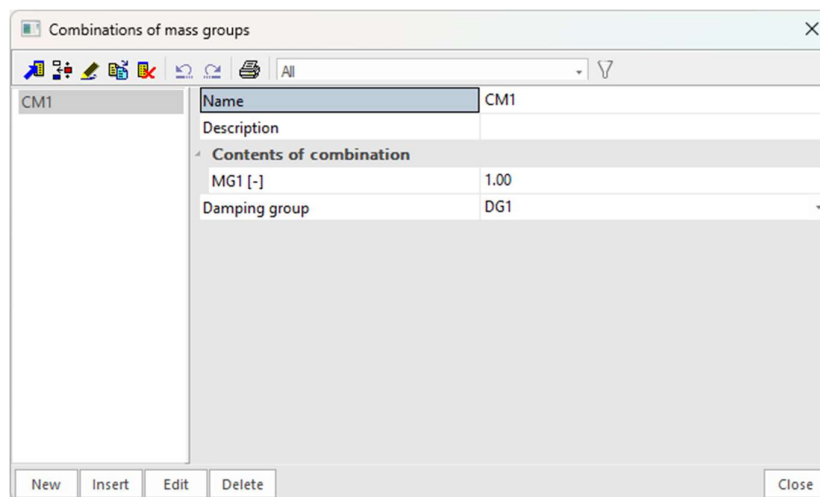 Combinations of mass groups
All
CM1
Name CM1
Description
Contents of combination
MG1 [-] 1.00
Damping group DG1
New Insert Edit Delete Close